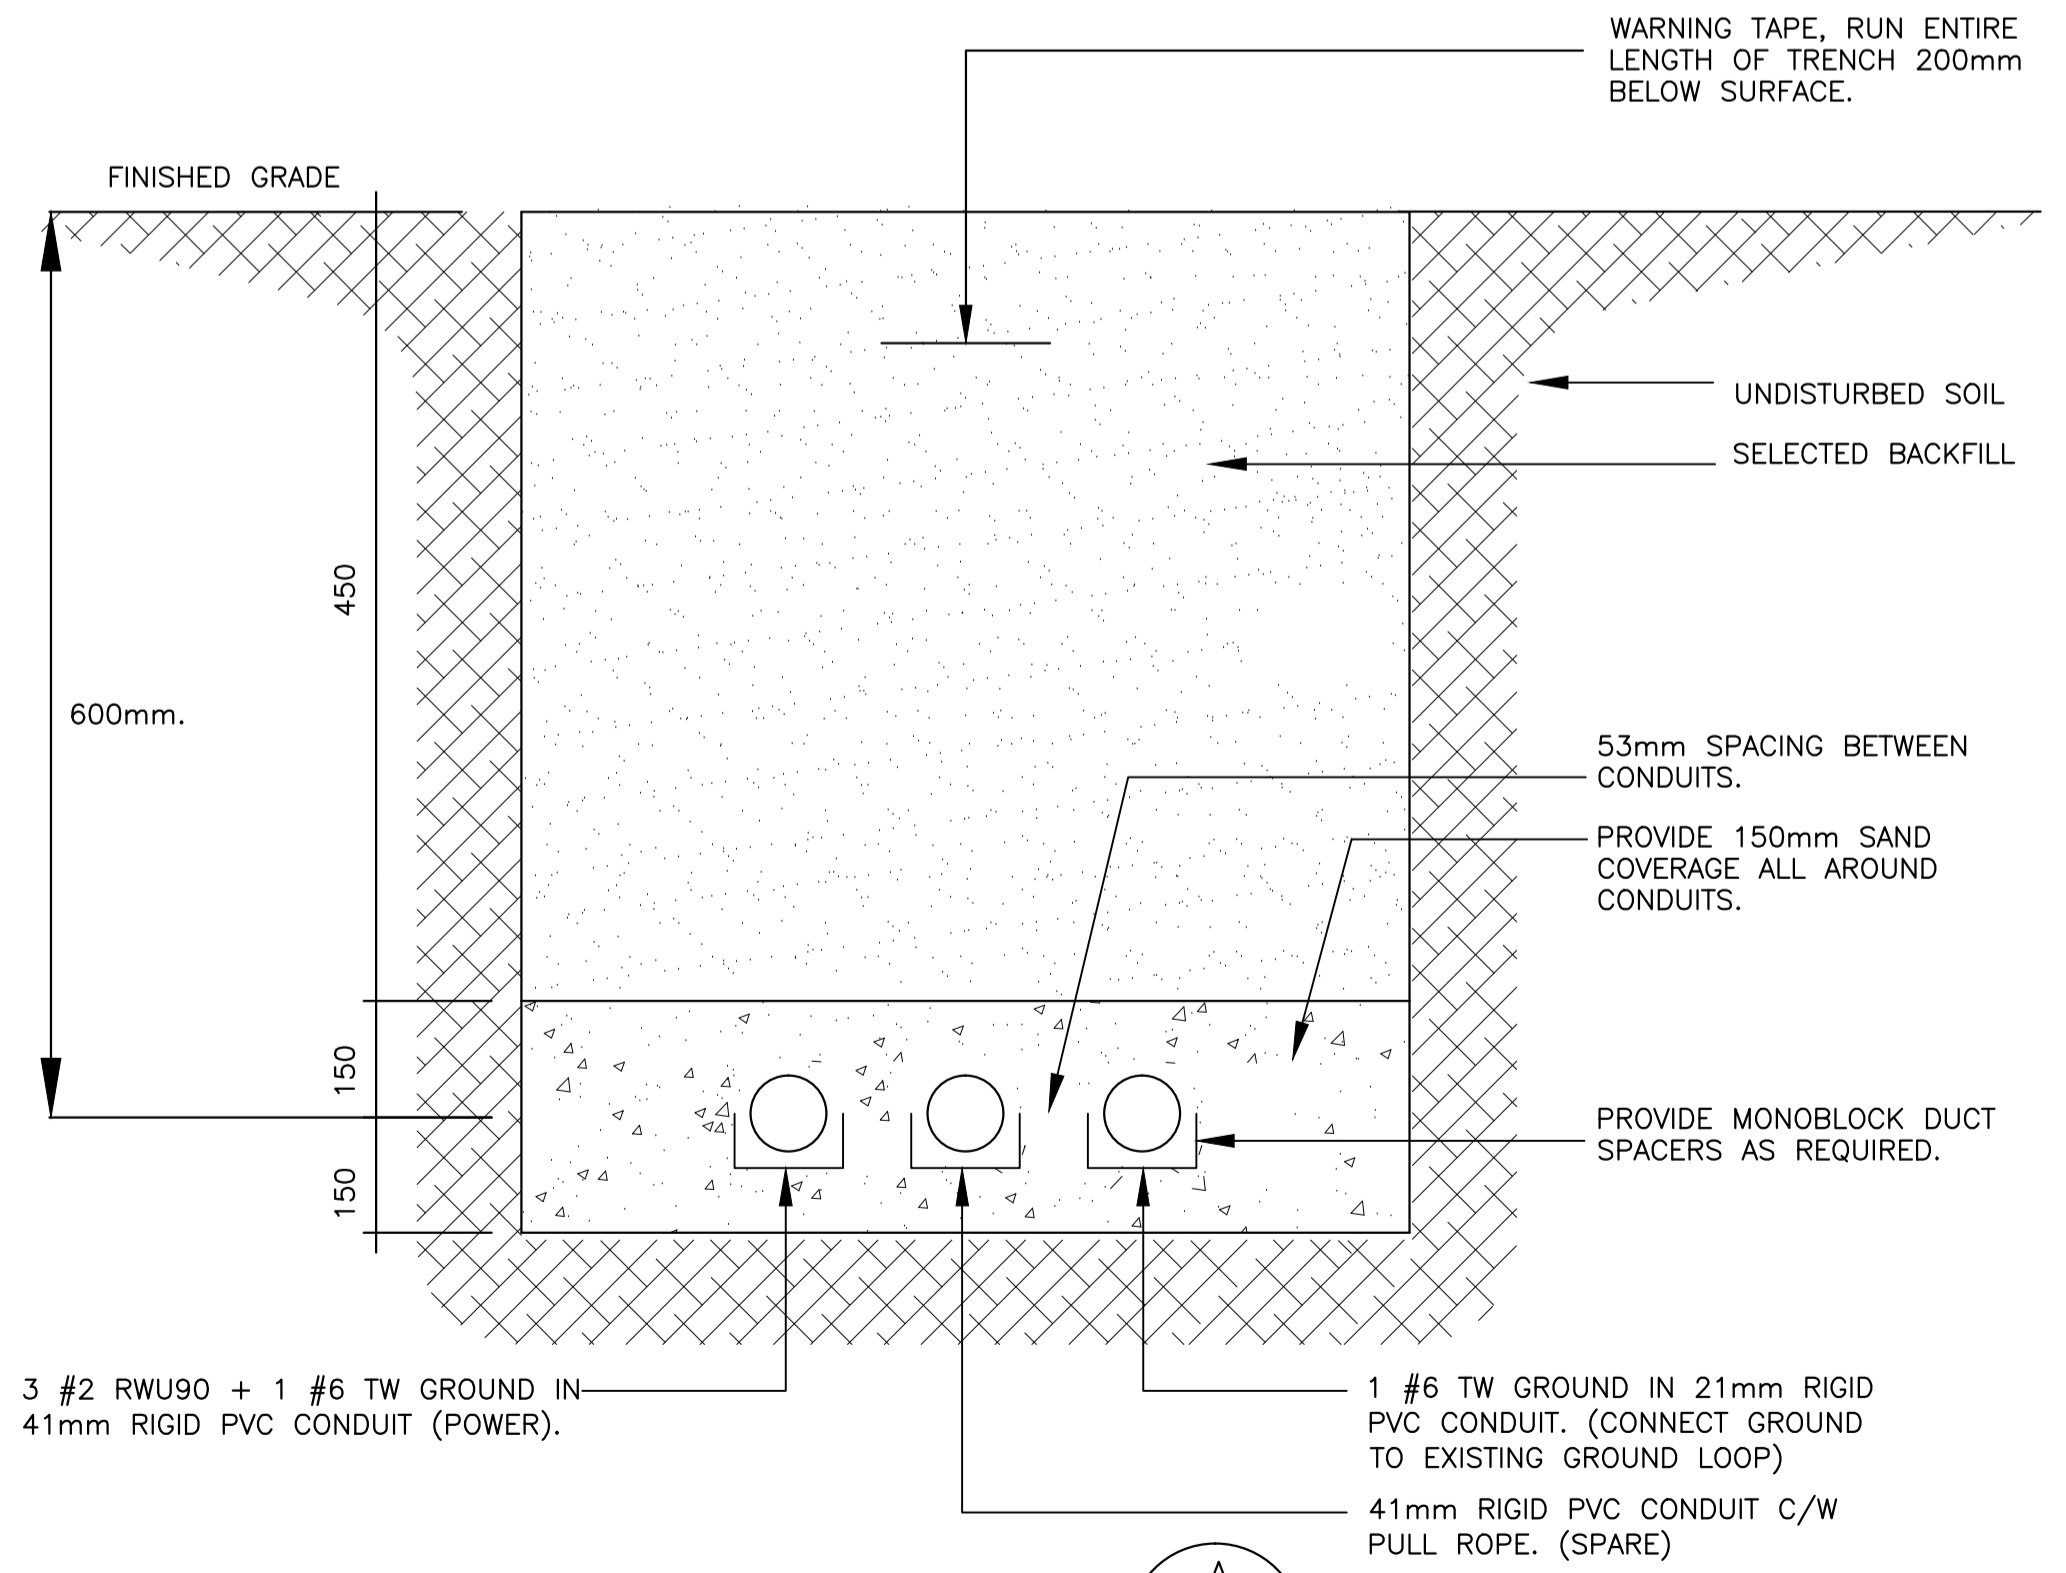 WARNING TAPE, RUN ENTIRE
LENGTH OF TRENCH 200mm
BELOW SURFACE.
FINISHED GRADE
UNDISTURBED SOIL
SELECTED BACKFILL
450
600mm.
53mm SPACING BETWEEN
CONDUITS.
PROVIDE 150mm SAND
COVERAGE ALL AROUND
CONDUITS.
150
PROVIDE MONOBLOCK DUCT
SPACERS AS REQUIRED.
150
3 #2 RWU90 + 1 #6 TW GROUND IN
41mm RIGID PVC CONDUIT (POWER).
1 #6 TW GROUND IN 21mm RIGID
PVC CONDUIT. (CONNECT GROUND
TO EXISTING GROUND LOOP)
41mm RIGID PVC CONDUIT C/W
PULL ROPE. (SPARE)